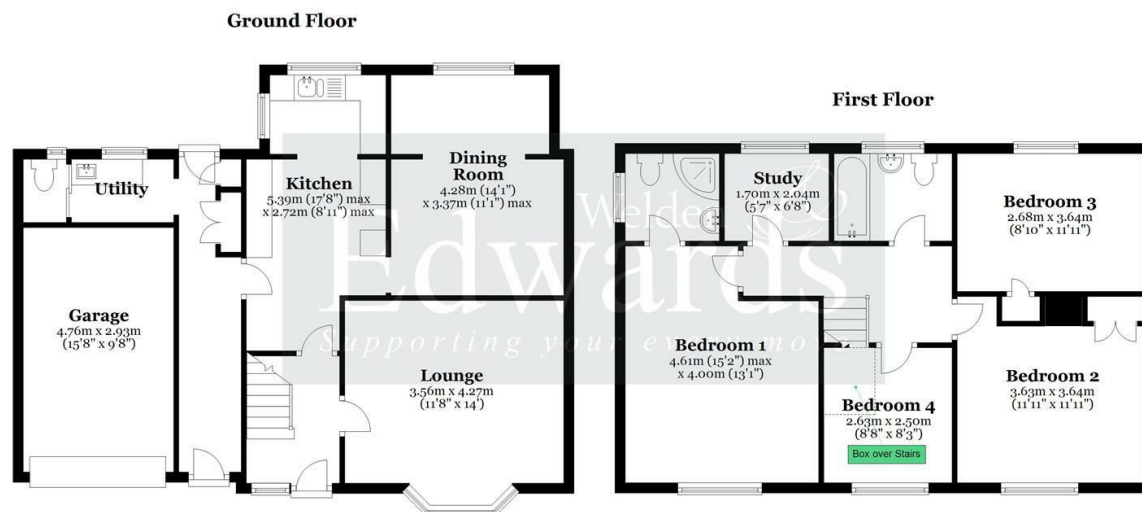 Ground Floor
First Floor
Utility
Kitchen
5.39m (17'8") max
x 2.72m (8'11") max
Dining
Room
4.28m (14'1")
x 3.37m (11'1") max
Garage
4.76m x 2.93m
(15'8" x 9'8")
Lounge
3.56m x 4.27m
(11'8" x 14')
Study
1.70m x 2.04m
(5'7" x 6'8")
Bedroom 3
2.68m x 3.64m
(8'10" x 11'11")
Bedroom 1
4.61m (15'2") max
x 4.00m (13'1")
Bedroom 4
2.63m x 2.50m
(8'8" x 8'3")
Box over Stairs
Bedroom 2
3.63m x 3.64m
(11'11" x 11'11")
Welden &
Edwards
Supporting your every move